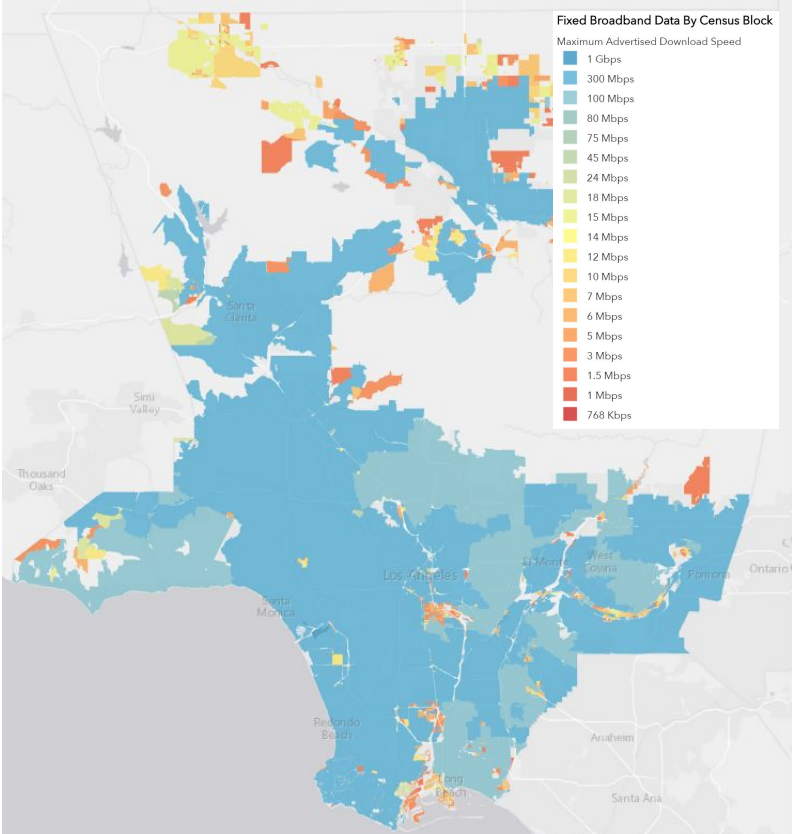 Fixed Broadband Data By Census Block
Maximum Advertised Download Speed
1 Gbps
300 Mbps
100 Mbps
80 Mbps
75 Mbps
45 Mbps
24 Mbps
18 Mbps
15 Mbps
14 Mbps
12 Mbps
10 Mbps
7 Mbps
6 Mbps
5 Mbps
3 Mbps
1.5 Mbps
1 Mbps
768 Kbps
Santa
Clarita
Simi
Valley
Thousand
Oaks
Los Angeles
El Monte
West
Covina
Pomona
Ontario
Santa
Monica
Redondo
Beach
Anaheim
Long
Beach
Santa Ana